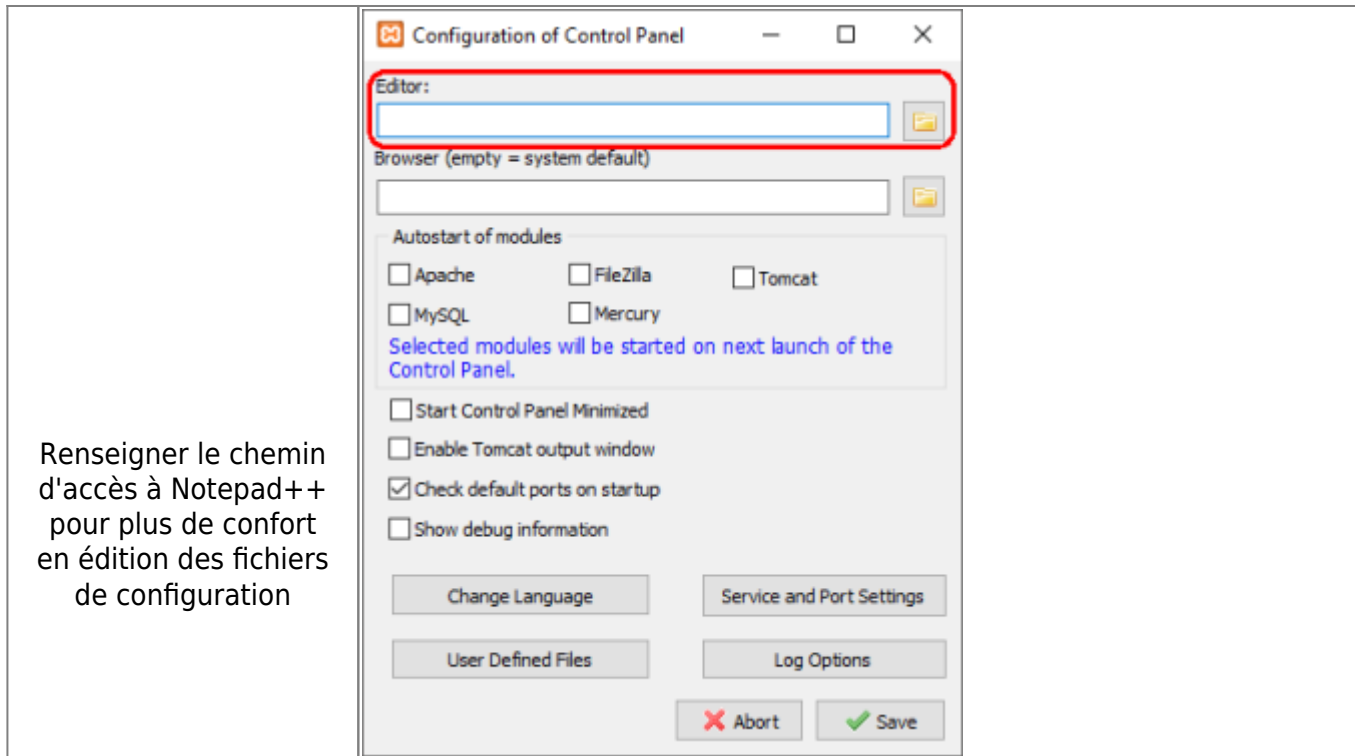 Renseigner le chemin
d'accès à Notepad++
pour plus de confort
en édition des fichiers
de configuration
Configuration of Control Panel
Editor:
Browser (empty = system default)
Autostart of modules
Apache
FileZilla
Tomcat
MySQL
Mercury
Selected modules will be started on next launch of the
Control Panel.
Start Control Panel Minimized
Enable Tomcat output window
Check default ports on startup
Show debug information
Change Language
Service and Port Settings
User Defined Files
Log Options
Abort
Save